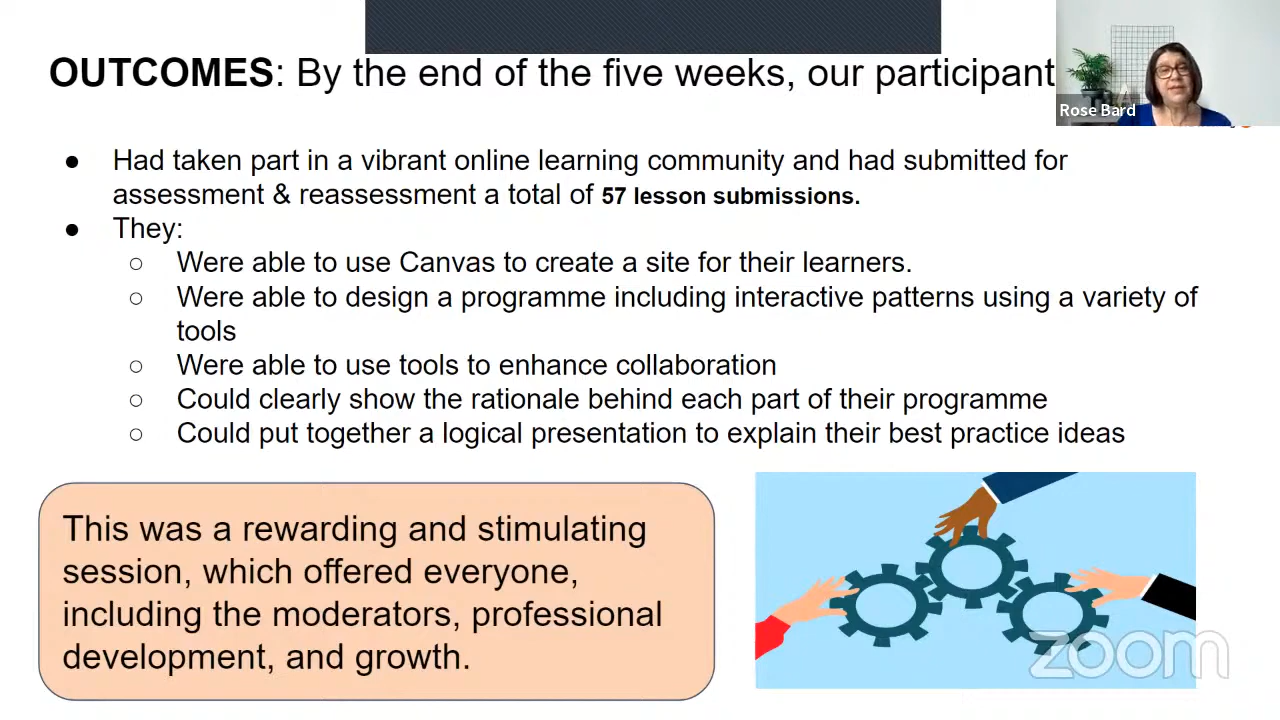 OUTCOMES: By the end of the five weeks, our participant
Rose Bard
● Had taken part in a vibrant online learning community and had submitted for
assessment & reassessment a total of 57 lesson submissions.
● They:
○ Were able to use Canvas to create a site for their learners.
○ Were able to design a programme including interactive patterns using a variety of
tools
○ Were able to use tools to enhance collaboration
○ Could clearly show the rationale behind each part of their programme
○ Could put together a logical presentation to explain their best practice ideas
This was a rewarding and stimulating
session, which offered everyone,
including the moderators, professional
development, and growth.
zoom